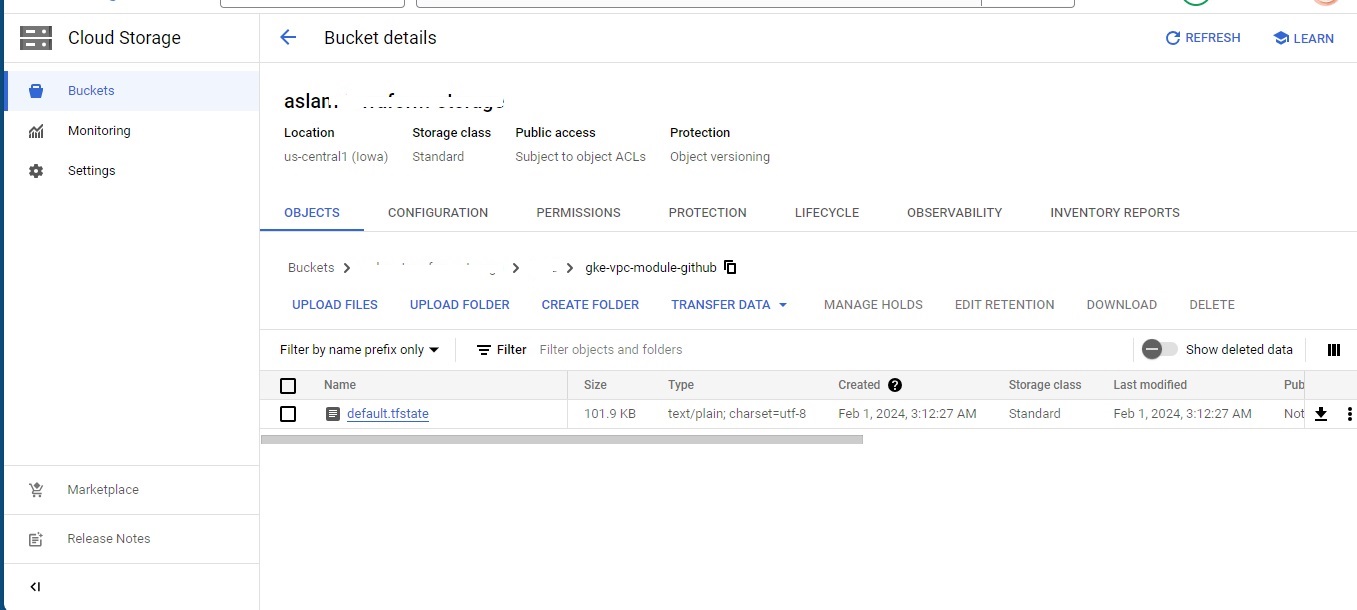 Cloud Storage
Bucket details
REFRESH
LEARN
Buckets
Monitoring
Settings
Location
us-central1 (Iowa)
Storage class
Standard
Public access
Subject to object ACLs
Protection
Object versioning
OBJECTS CONFIGURATION PERMISSIONS PROTECTION LIFECYCLE OBSERVABILITY INVENTORY REPORTS
Buckets gke-vpc-module-github
UPLOAD FILES UPLOAD FOLDER CREATE FOLDER TRANSFER DATA MANAGE HOLDS EDIT RETENTION DOWNLOAD DELETE
Filter by name prefix only Filter Filter objects and folders Show deleted data
Name Size Type Created Storage class Last modified Pub
default.tfstate 101.9 KB text/plain; charset=utf-8 Feb 1, 2024, 3:12:27 AM Standard Feb 1, 2024, 3:12:27 AM Not
Marketplace
Release Notes